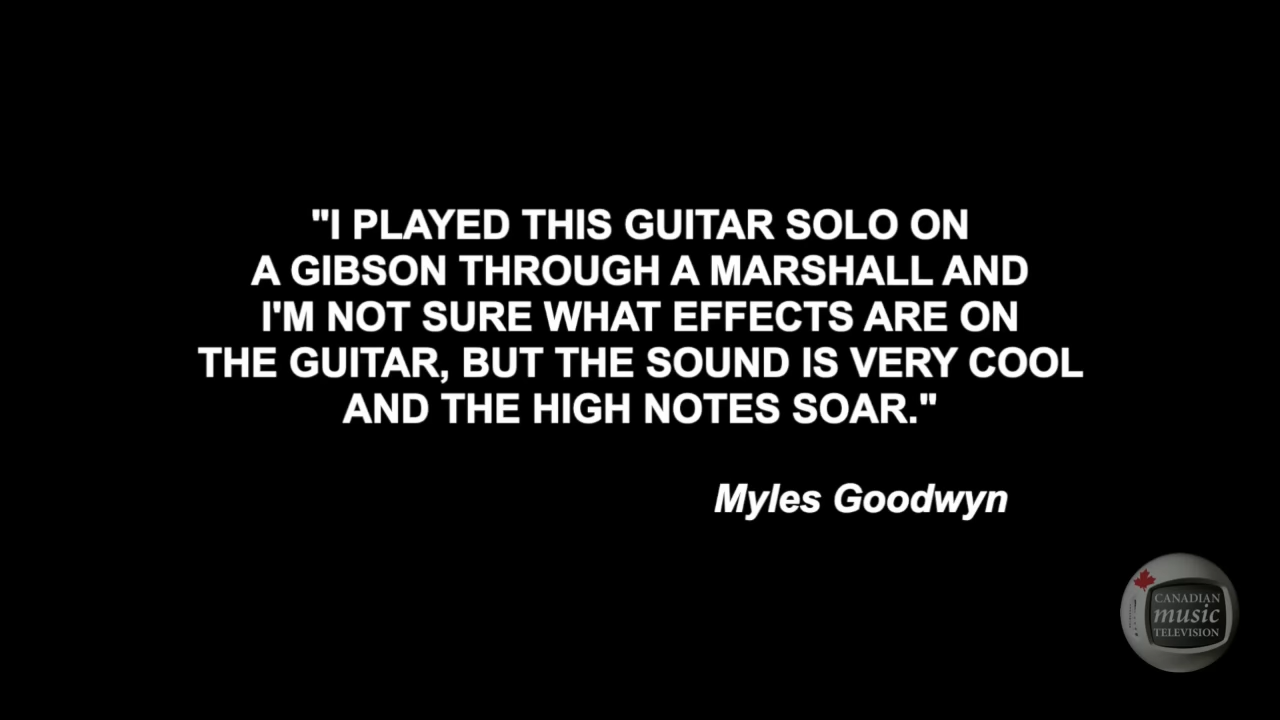 "I PLAYED THIS GUITAR SOLO ON
A GIBSON THROUGH A MARSHALL AND
I'M NOT SURE WHAT EFFECTS ARE ON
THE GUITAR, BUT THE SOUND IS VERY COOL
AND THE HIGH NOTES SOAR."
Myles Goodwyn
CANADIAN
music
TELEVISION